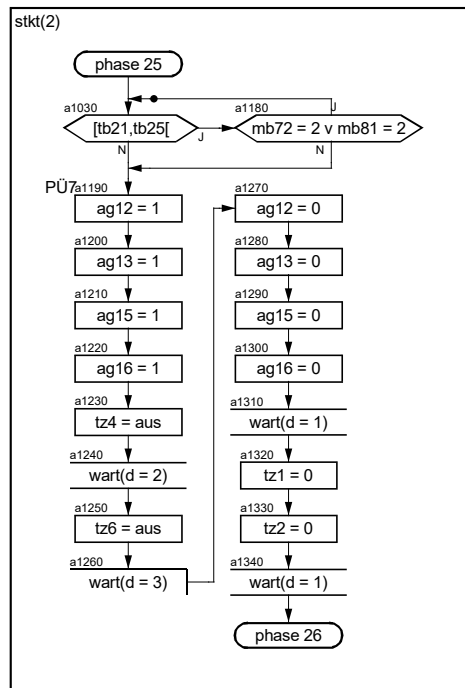 stkt(2)
phase 25
a1030
[tb21,tb25[
J
N
a1180
mb72 = 2 v mb81 = 2
J
N
PÜ7
a1190
ag12 = 1
a1200
ag13 = 1
a1210
ag15 = 1
a1220
ag16 = 1
a1230
tz4 = aus
a1240
wart(d = 2)
a1250
tz6 = aus
a1260
wart(d = 3)
a1270
ag12 = 0
a1280
ag13 = 0
a1290
ag15 = 0
a1300
ag16 = 0
a1310
wart(d = 1)
a1320
tz1 = 0
a1330
tz2 = 0
a1340
wart(d = 1)
phase 26